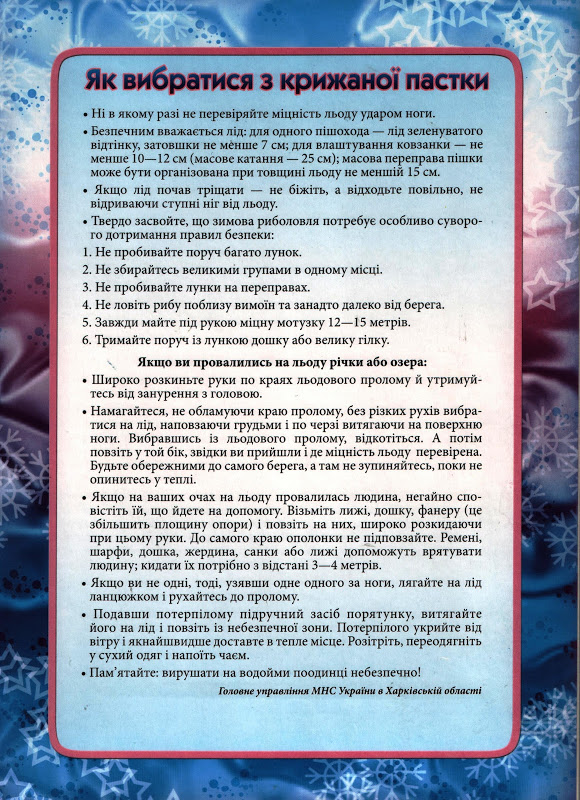 Як вибратися з крижаної пастки
• Ні в якому разі не перевіряйте міцність льоду ударом ноги.
• Безпечним вважається лід: для одного пішохода — лід зеленуватого
відтінку, затовшки не менше 7 см; для влаштування ковзанки — не
менше 10—12 см (масове катання — 25 см); масова переправа пішки
може бути організована при товщині льоду не меншій 15 см.
• Якщо лід почав тріщати — не біжіть, а відходьте повільно, не
відриваючи ступні ніг від льоду.
• Твердо засвойте, що зимова риболовля потребує особливо суворо-
го дотримання правил безпеки:
1. Не пробивайте поруч багато лунок.
2. Не збирайтесь великими групами в одному місці.
3. Не пробивайте лунки на переправах.
4. Не ловіть рибу поблизу вимоїн та занадто далеко від берега.
5. Завжди майте під рукою міцну мотузку 12—15 метрів.
6. Тримайте поруч із лункою дошку або велику гілку.
Якщо ви провалились на льоду річки або озера:
• Широко розкиньте руки по краях льодового пролому й утримуй-
тесь від занурення з головою.
• Намагайтеся, не обламуючи краю пролому, без різких рухів вибра-
тися на лід, наповзаючи грудьми і по черзі витягаючи на поверхню
ноги. Вибравшись із льодового пролому, відкотіться. А потім
повзіть у той бік, звідки ви прийшли і де міцність льоду перевірена.
Будьте обережними до самого берега, а там не зупиняйтесь, поки не
опинитесь у теплі.
• Якщо на ваших очах на льоду провалилась людина, негайно спо-
вістіть їй, що йдете на допомогу. Візьміть лижі, дошку, фанеру (це
збільшить площину опори) і повзіть на них, широко розкидаючи
при цьому руки. До самого краю ополонки не підповзайте. Ремені,
шарфи, дошка, жердина, санки або лижі допоможуть врятувати
людину; кидати їх потрібно з відстані 3—4 метрів.
• Якщо ви не одні, тоді, узявши одне одного за ноги, лягайте на лід
ланцюжком і рухайтесь до пролому.
• Подавши потерпілому підручний засіб порятунку, витягайте
його на лід і повзіть із небезпечної зони. Потерпілого укрийте від
вітру і якнайшвидше доставте в тепле місце. Розітріть, переодягніть
у сухий одяг і напоїть чаєм.
• Пам’ятайте: вирушати на водойми поодинці небезпечно!
Головне управління МНС України в Харківській області